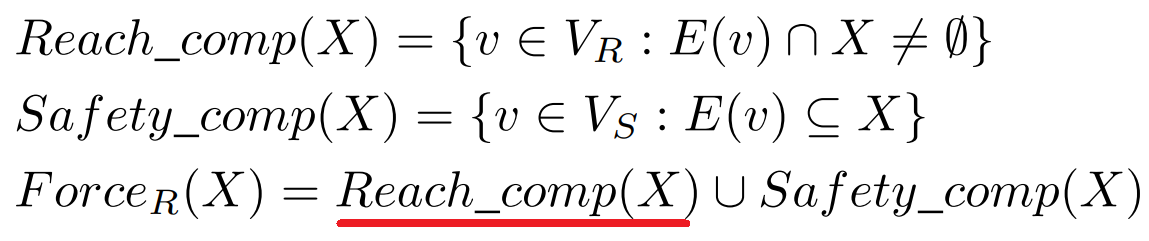 Reach_comp(X) = {v ∈ V_R : E(v) ∩ X ≠ ∅}
Safety_comp(X) = {v ∈ V_S : E(v) ⊆ X}
Force_R(X) = Reach_comp(X) ∪ Safety_comp(X)